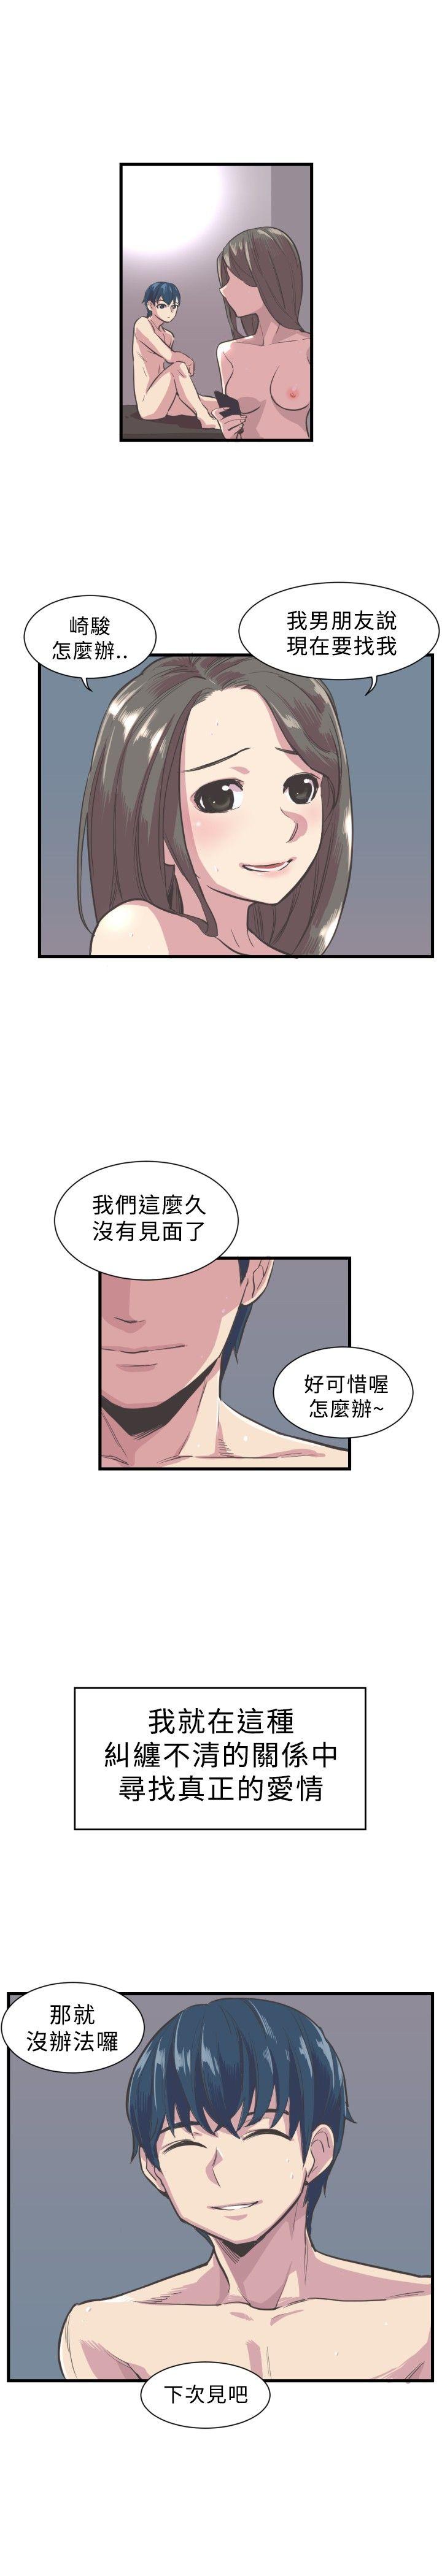 崎駿
怎麼辦..
我男朋友說
現在要找我
我們這麼久
沒有見面了
好可惜喔
怎麼辦~
我就在這種
糾纏不清的關係中
尋找真正的愛情
那就
沒辦法囉
下次見吧